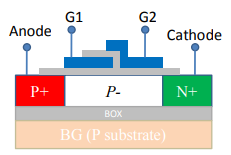 G1 G2
Anode Cathode
P+ P- N+
BOX
BG (P substrate)